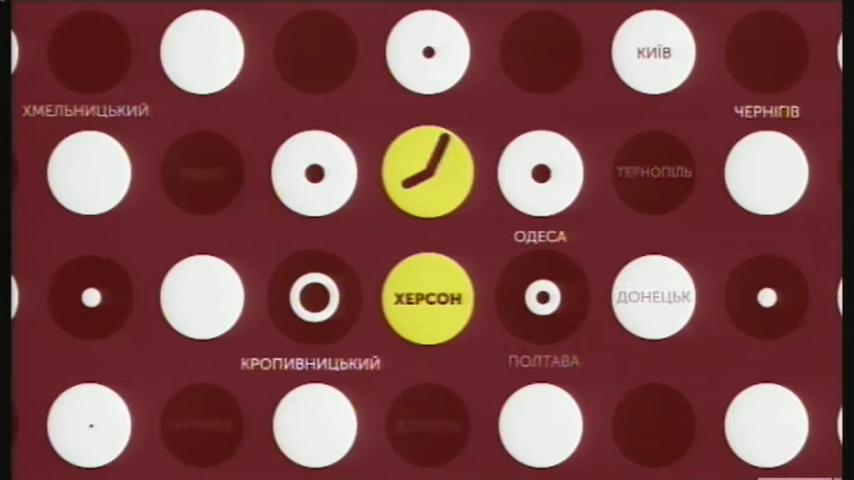 КИЇВ
ХМЕЛЬНИЦЬКИЙ
ЧЕРНІГІВ
ТЕРНОПІЛЬ
ОДЕСА
ХЕРСОН
ДОНЕЦЬК
КРОПИВНИЦЬКИЙ
ПОЛТАВА